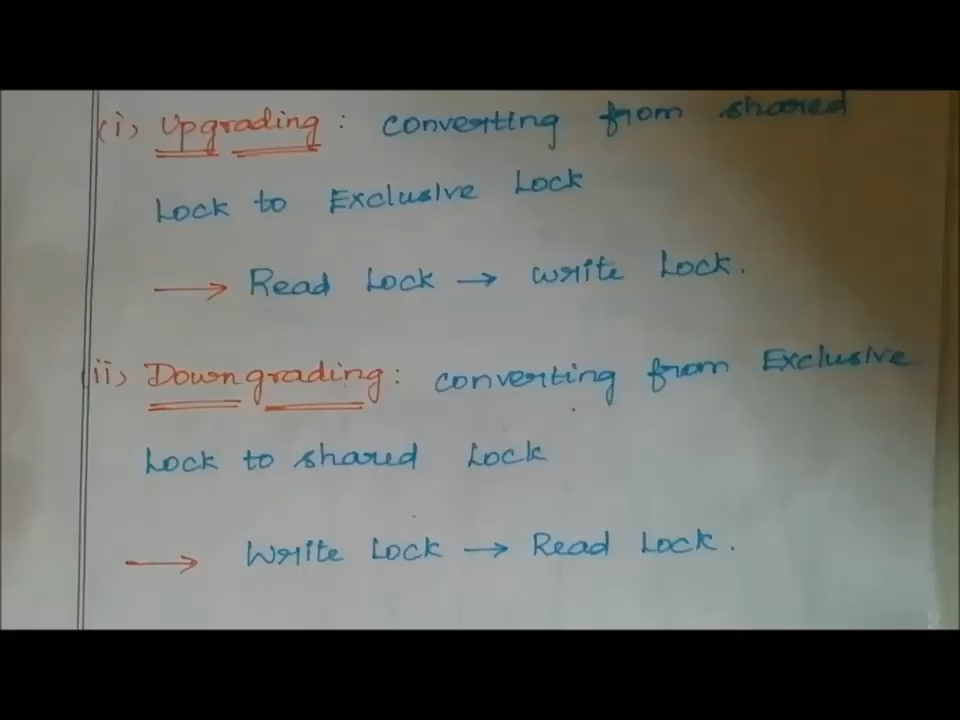 (i) Upgrading : converting from shared
Lock to Exclusive Lock
→ Read Lock → write Lock.
ii) Downgrading : converting from Exclusive
Lock to shared Lock
→ Write Lock → Read Lock.